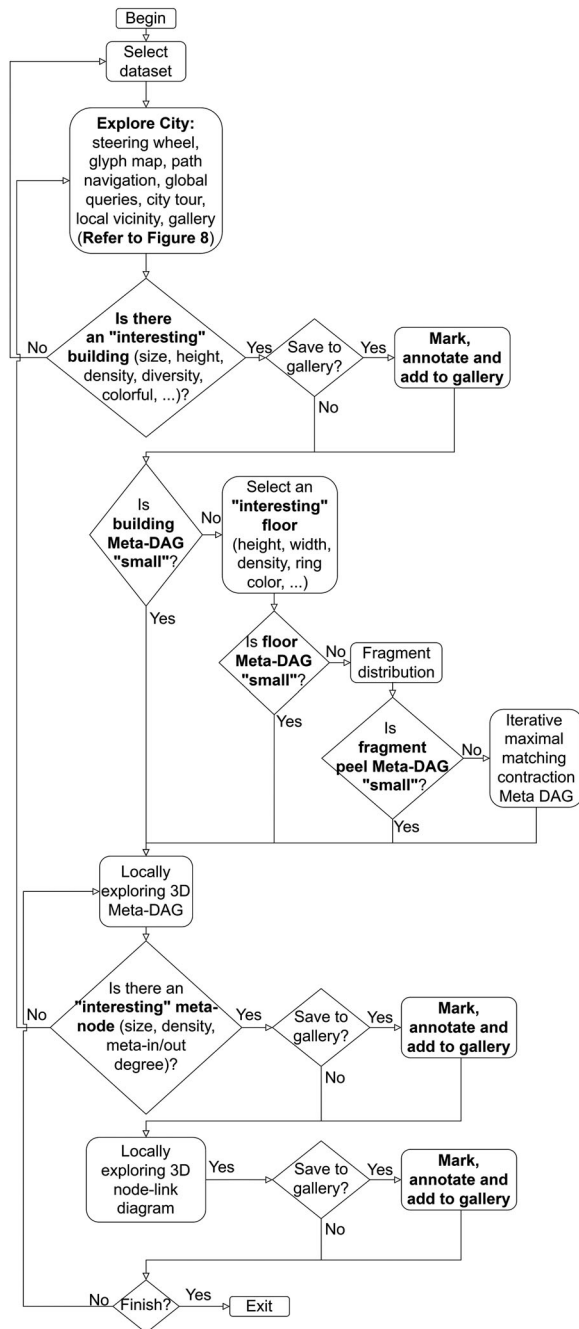 Begin
Select
dataset
Explore City:
steering wheel,
glyph map, path
navigation, global
queries, city tour,
local vicinity, gallery
(Refer to Figure 8)
Is there
an "interesting"
building (size, height,
density, diversity,
colorful, ...)?
No
Yes
Save to
gallery?
Yes
Mark,
annotate and
add to gallery
No
Is
building
Meta-DAG
"small"?
No
Select an
"interesting"
floor
(height, width,
density, ring
color, ...)
Yes
Is floor
Meta-DAG
"small"?
No
Fragment
distribution
Yes
Is
fragment
peel Meta-DAG
"small"?
No
Iterative
maximal
matching
contraction
Meta DAG
Yes
Locally
exploring 3D
Meta-DAG
Is there an
"interesting" meta-
node (size, density,
meta-in/out
degree)?
No
Yes
Save to
gallery?
Yes
Mark,
annotate and
add to gallery
No
Locally
exploring 3D
node-link
diagram
Yes
Save to
gallery?
Yes
Mark,
annotate and
add to gallery
No
No
Finish?
Yes
Exit